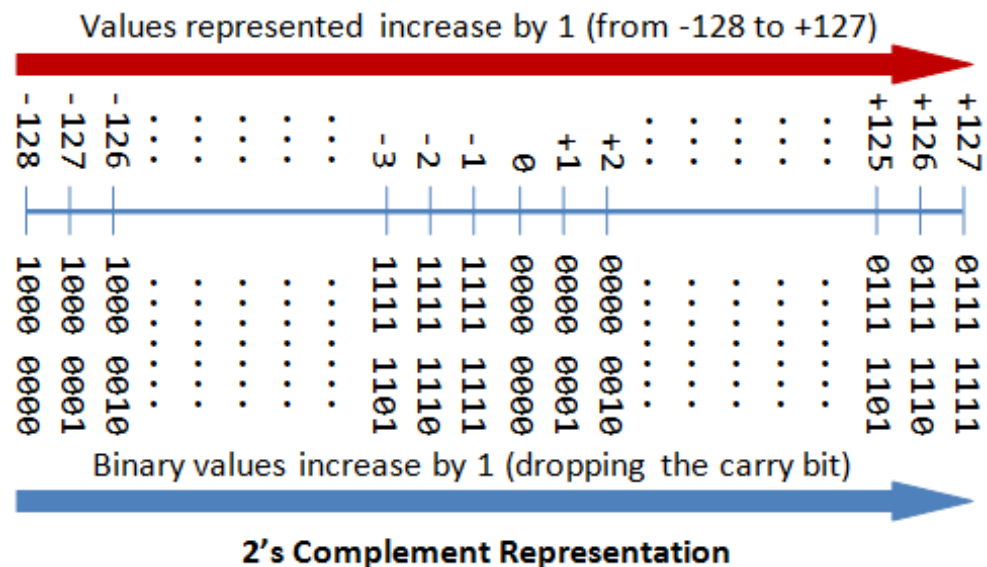 Values represented increase by 1 (from -128 to +127)
-128 -127 -126 -3 -2 -1 0 +1 +2 +125 +126 +127
1000 0000 1000 0001 1000 0010 1111 1101 1111 1110 1111 1111 0000 0000 0000 0001 0000 0010 0111 1101 0111 1110 0111 1111
Binary values increase by 1 (dropping the carry bit)
2's Complement Representation